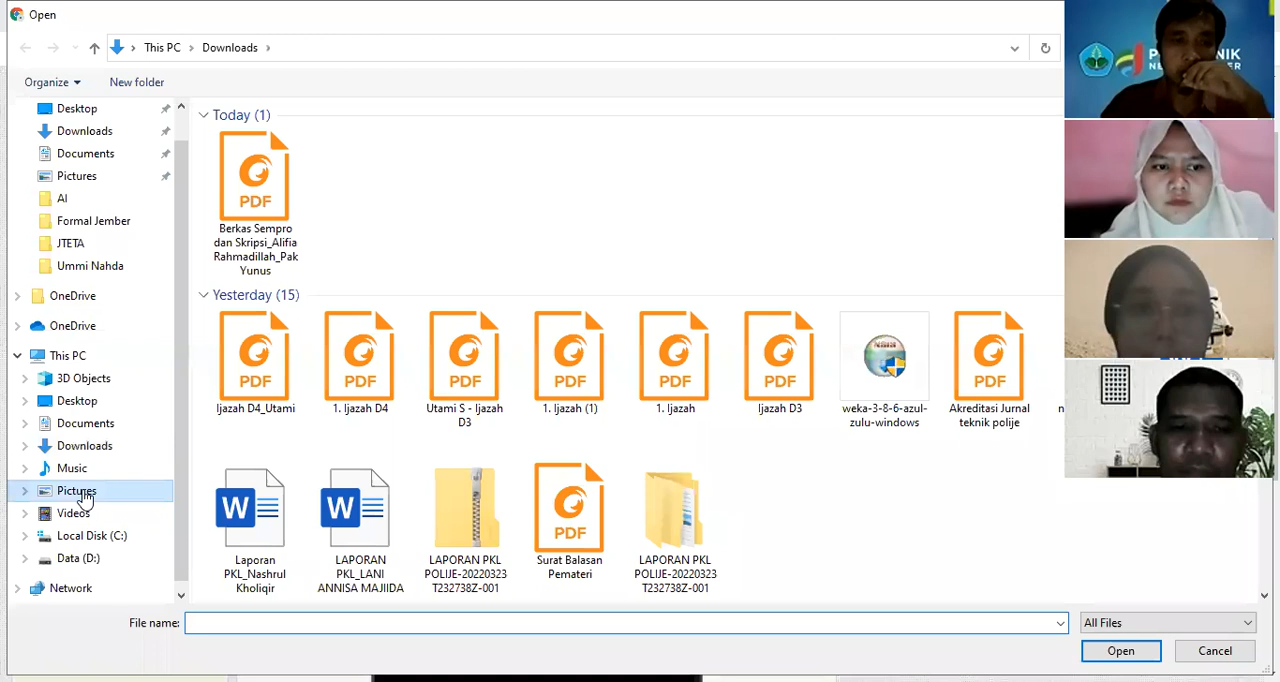 Open
This PC
Downloads
Organize
New folder
Desktop
Downloads
Documents
Pictures
AI
Formal Jember
JTETA
Ummi Nahda
OneDrive
OneDrive
This PC
3D Objects
Desktop
Documents
Downloads
Music
Pictures
Videos
Local Disk (C:)
Data (D:)
Network
Today (1)
PDF
Berkas Sempro
dan Skripsi_Alifia
Rahmadillah_Pak
Yunus
Yesterday (15)
PDF
Ijazah D4_Utami
PDF
1. Ijazah D4
PDF
Utami S - Ijazah
D3
PDF
1. Ijazah (1)
PDF
1. Ijazah
PDF
Ijazah D3
weka-3-8-6-azul-
zulu-windows
PDF
Akreditasi Jurnal
teknik polije
W
Laporan
PKL_Nashrul
Kholiqir
W
LAPORAN
PKL_LANI
ANNISA MAJIIDA
LAPORAN PKL
POLIJE-20220323
T232738Z-001
PDF
Surat Balasan
Pemateri
LAPORAN PKL
POLIJE-20220323
T232738Z-001
File name:
All Files
Open
Cancel